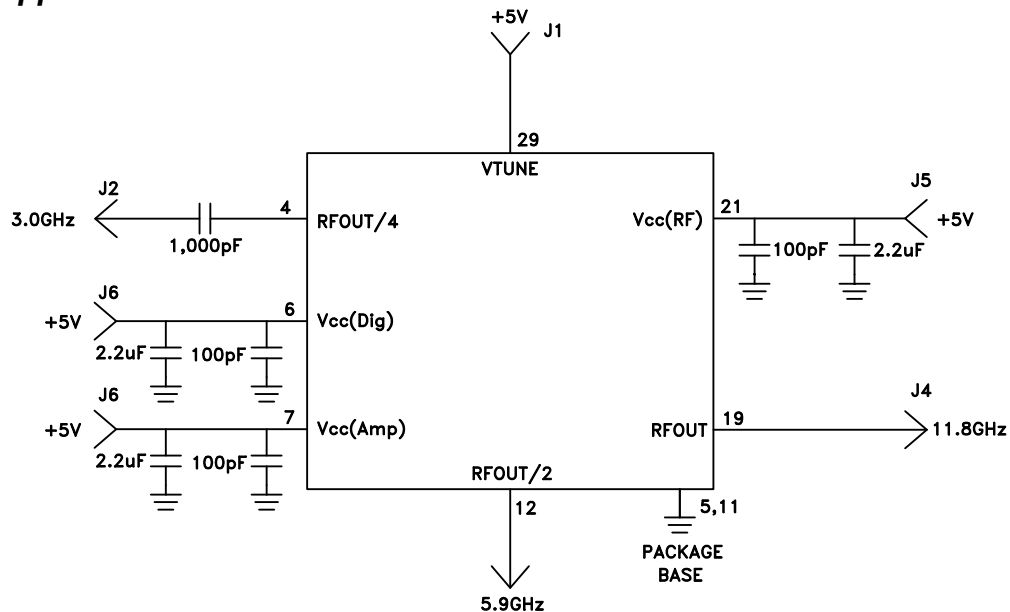 +5V
J1
29
VTUNE
J2
3.0GHz
1,000pF
4
RFOUT/4
J5
21
Vcc(RF)
+5V
100pF
2.2uF
J6
+5V
6
Vcc(Dig)
2.2uF
100pF
J6
+5V
7
Vcc(Amp)
2.2uF
100pF
J4
19
RFOUT
11.8GHz
RFOUT/2
12
5.9GHz
5,11
PACKAGE
BASE